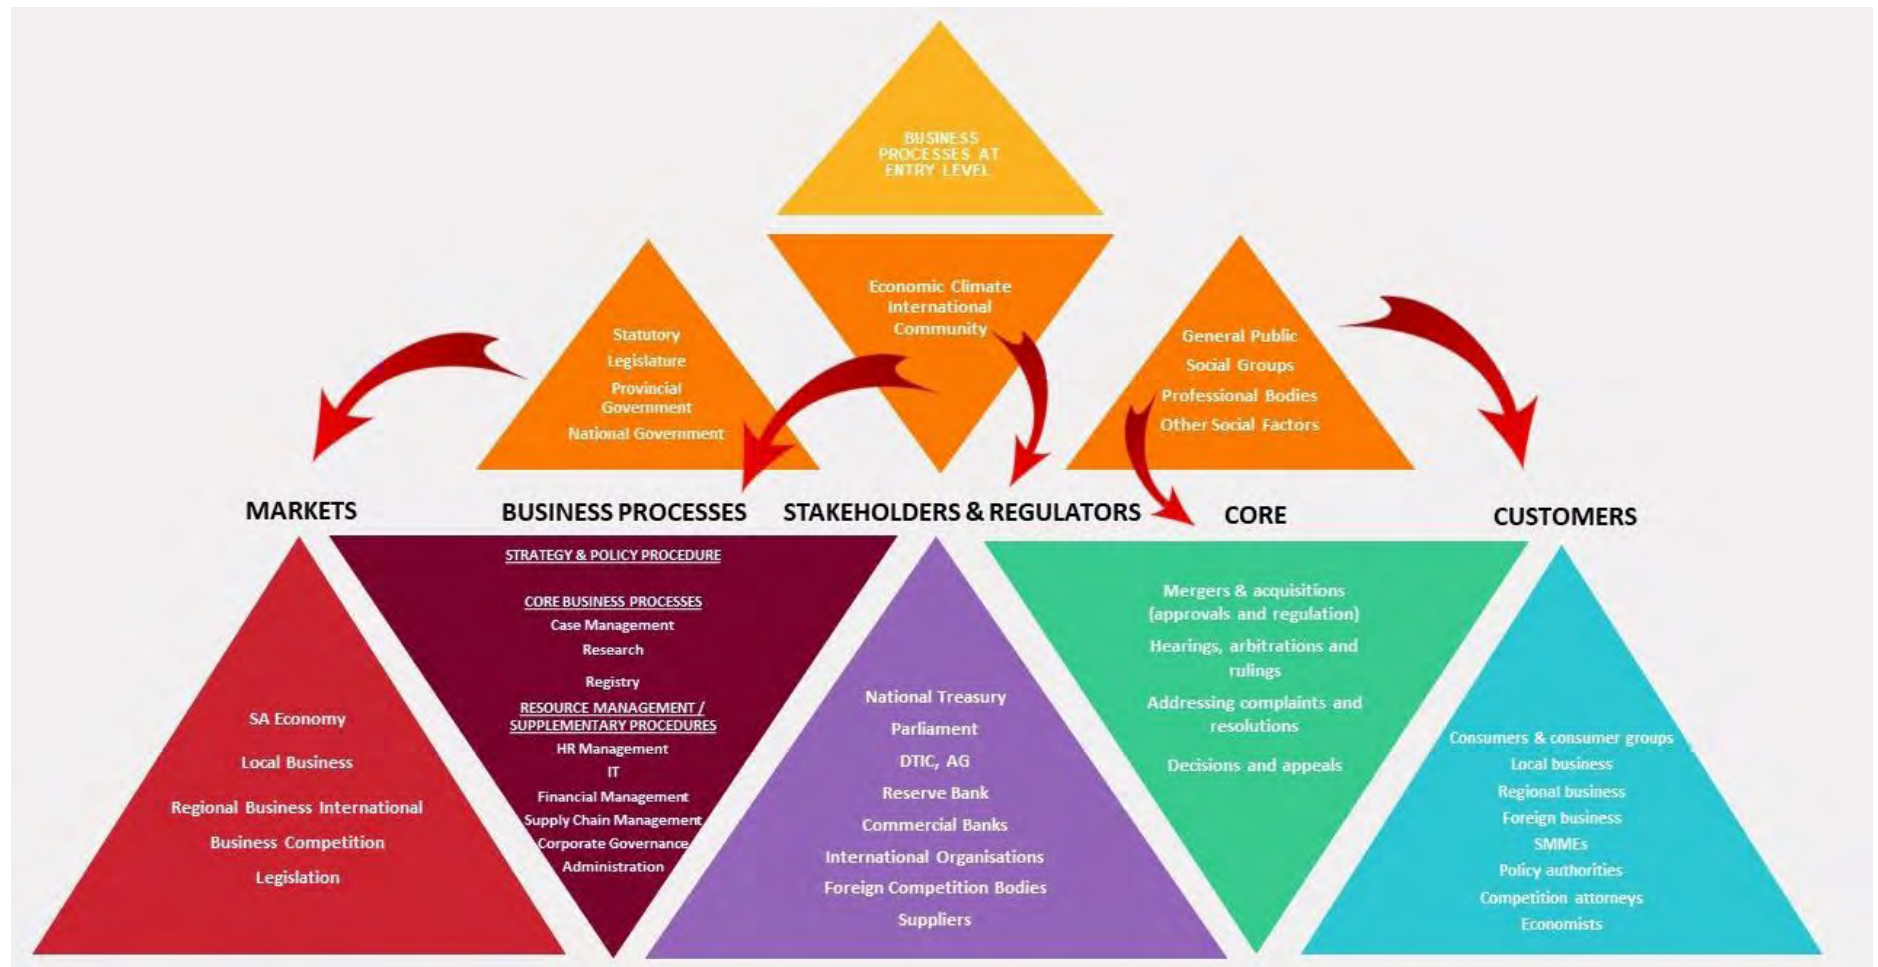 BUSINESS
PROCESSES AT
ENTRY LEVEL
Economic Climate
International
Community
Statutory
Legislature
Provincial
Government
National Government
General Public
Social Groups
Professional Bodies
Other Social Factors
MARKETS
BUSINESS PROCESSES
STAKEHOLDERS & REGULATORS
CORE
CUSTOMERS
SA Economy
Local Business
Regional Business International
Business Competition
Legislation
STRATEGY & POLICY PROCEDURE
CORE BUSINESS PROCESSES
Case Management
Research
Registry
RESOURCE MANAGEMENT /
SUPPLEMENTARY PROCEDURES
HR Management
IT
Financial Management
Supply Chain Management
Corporate Governance
Administration
National Treasury
Parliament
DTIC, AG
Reserve Bank
Commercial Banks
International Organisations
Foreign Competition Bodies
Suppliers
Mergers & acquisitions
(approvals and regulation)
Hearings, arbitrations and
rulings
Addressing complaints and
resolutions
Decisions and appeals
Consumers & consumer groups
Local business
Regional business
Foreign business
SMMEs
Policy authorities
Competition attorneys
Economists